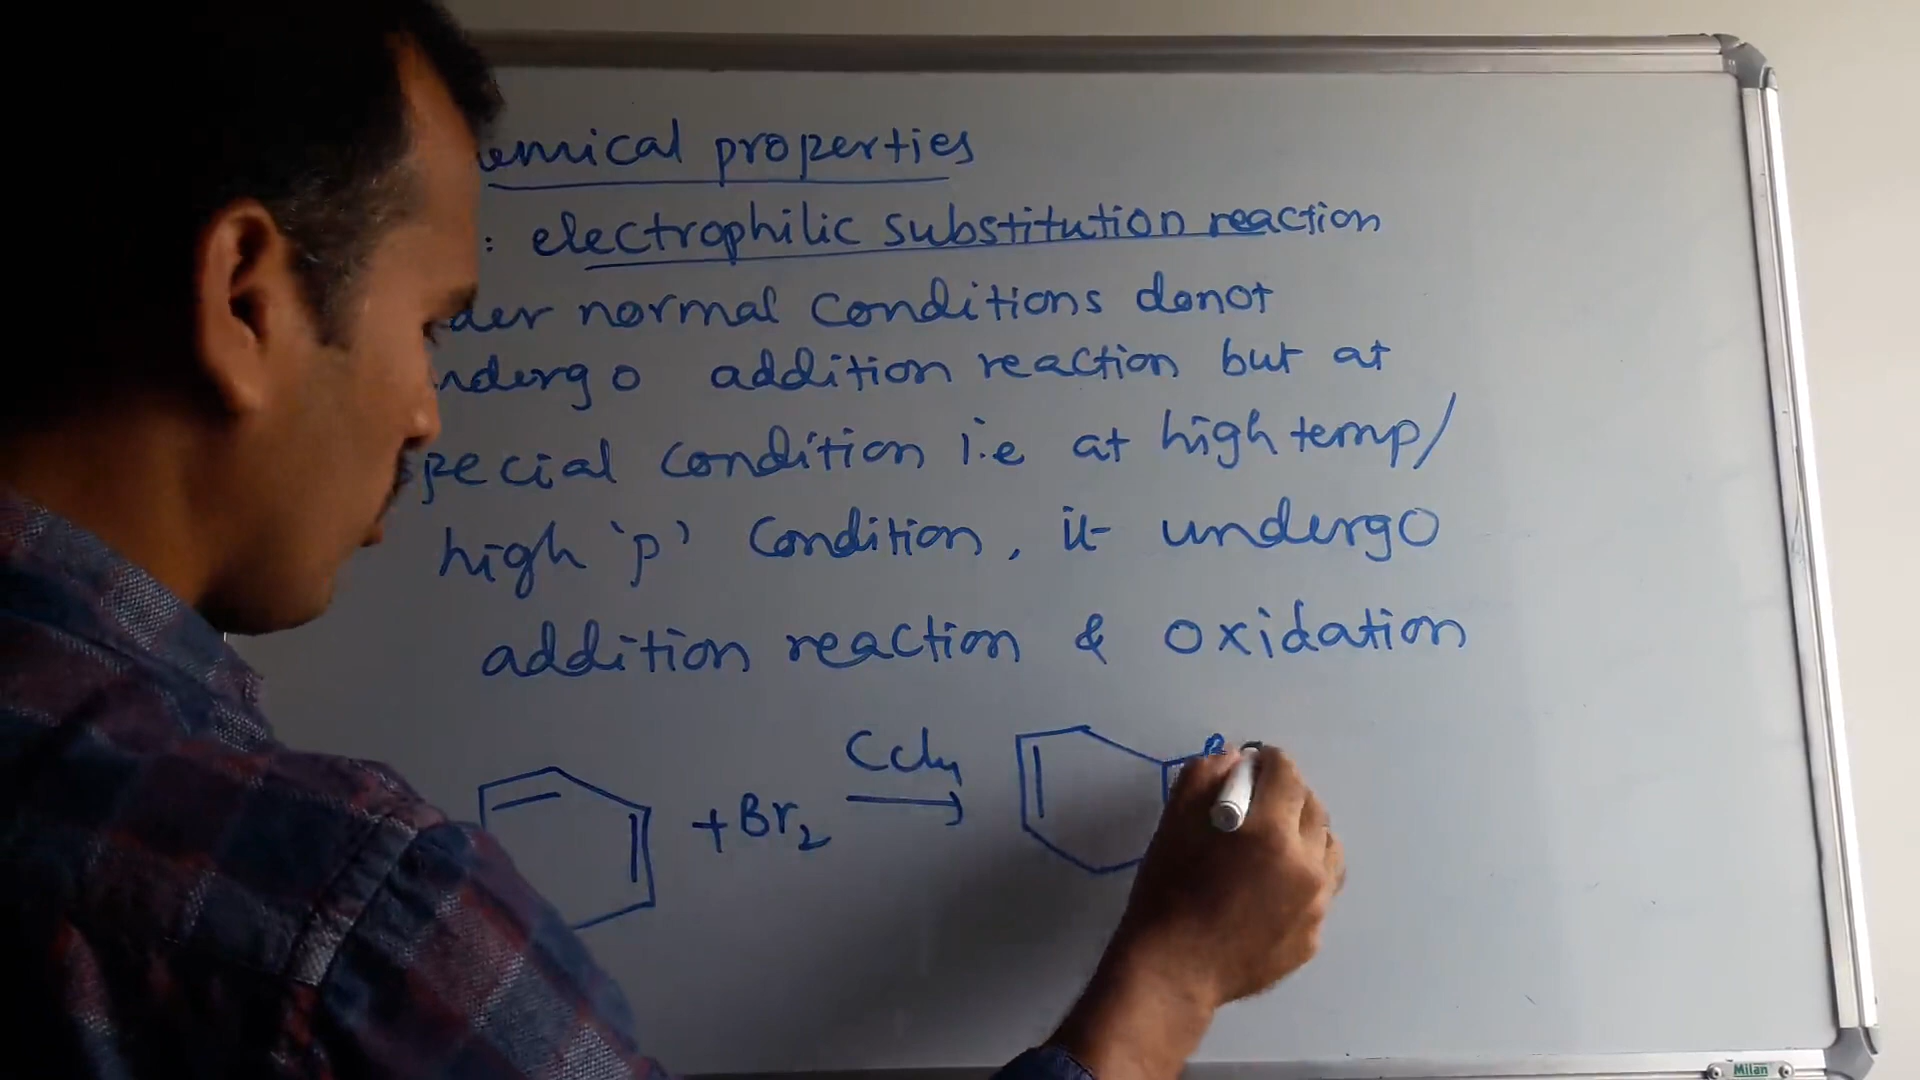 emical properties
: electrophilic substitution reaction
der normal conditions donot
ndergo addition reaction but at
pecial condition i.e at high temp/
high 'p' condition, it undergo
addition reaction & oxidation
+Br2 CCl4
Milan